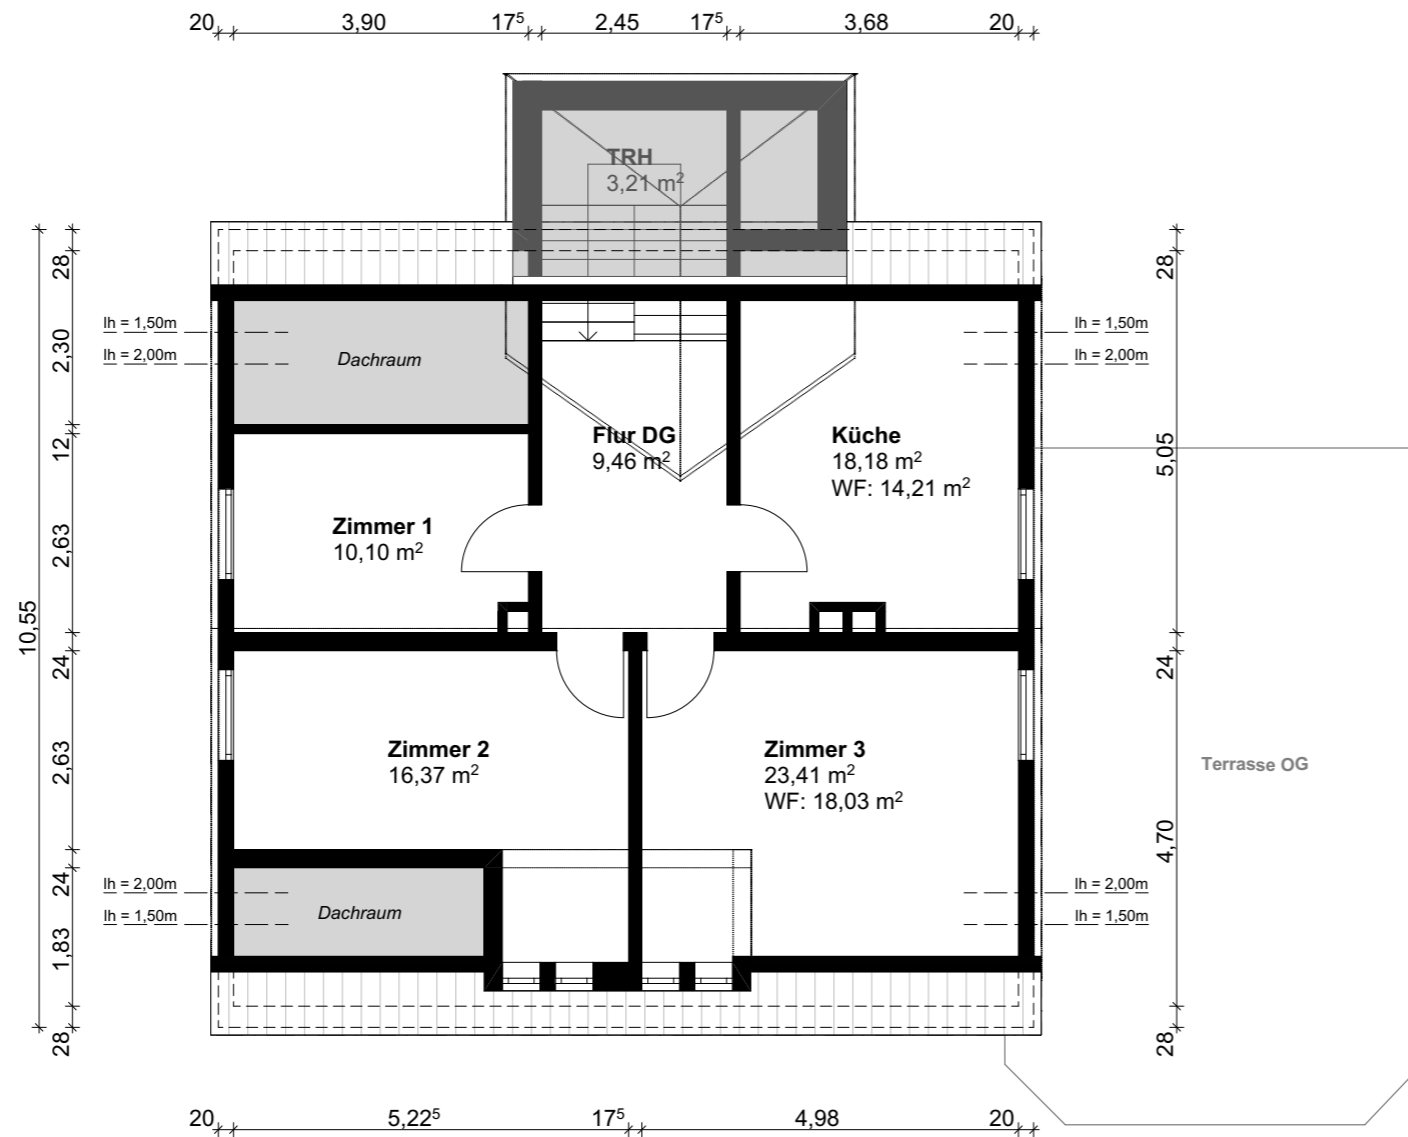 20 3,90 17⁵ 2,45 17⁵ 3,68 20
TRH
3,21 m²
28
28
lh = 1,50m
lh = 1,50m
2,30
lh = 2,00m
Dachraum
lh = 2,00m
12
Flur DG
9,46 m²
Küche
18,18 m²
WF: 14,21 m²
5,05
Zimmer 1
10,10 m²
2,63
10,55
24
24
Zimmer 2
16,37 m²
Zimmer 3
23,41 m²
WF: 18,03 m²
2,63
Terrasse OG
4,70
24
lh = 2,00m
lh = 2,00m
Dachraum
lh = 1,50m
lh = 1,50m
1,83
28
28
20 5,22⁵ 17⁵ 4,98 20